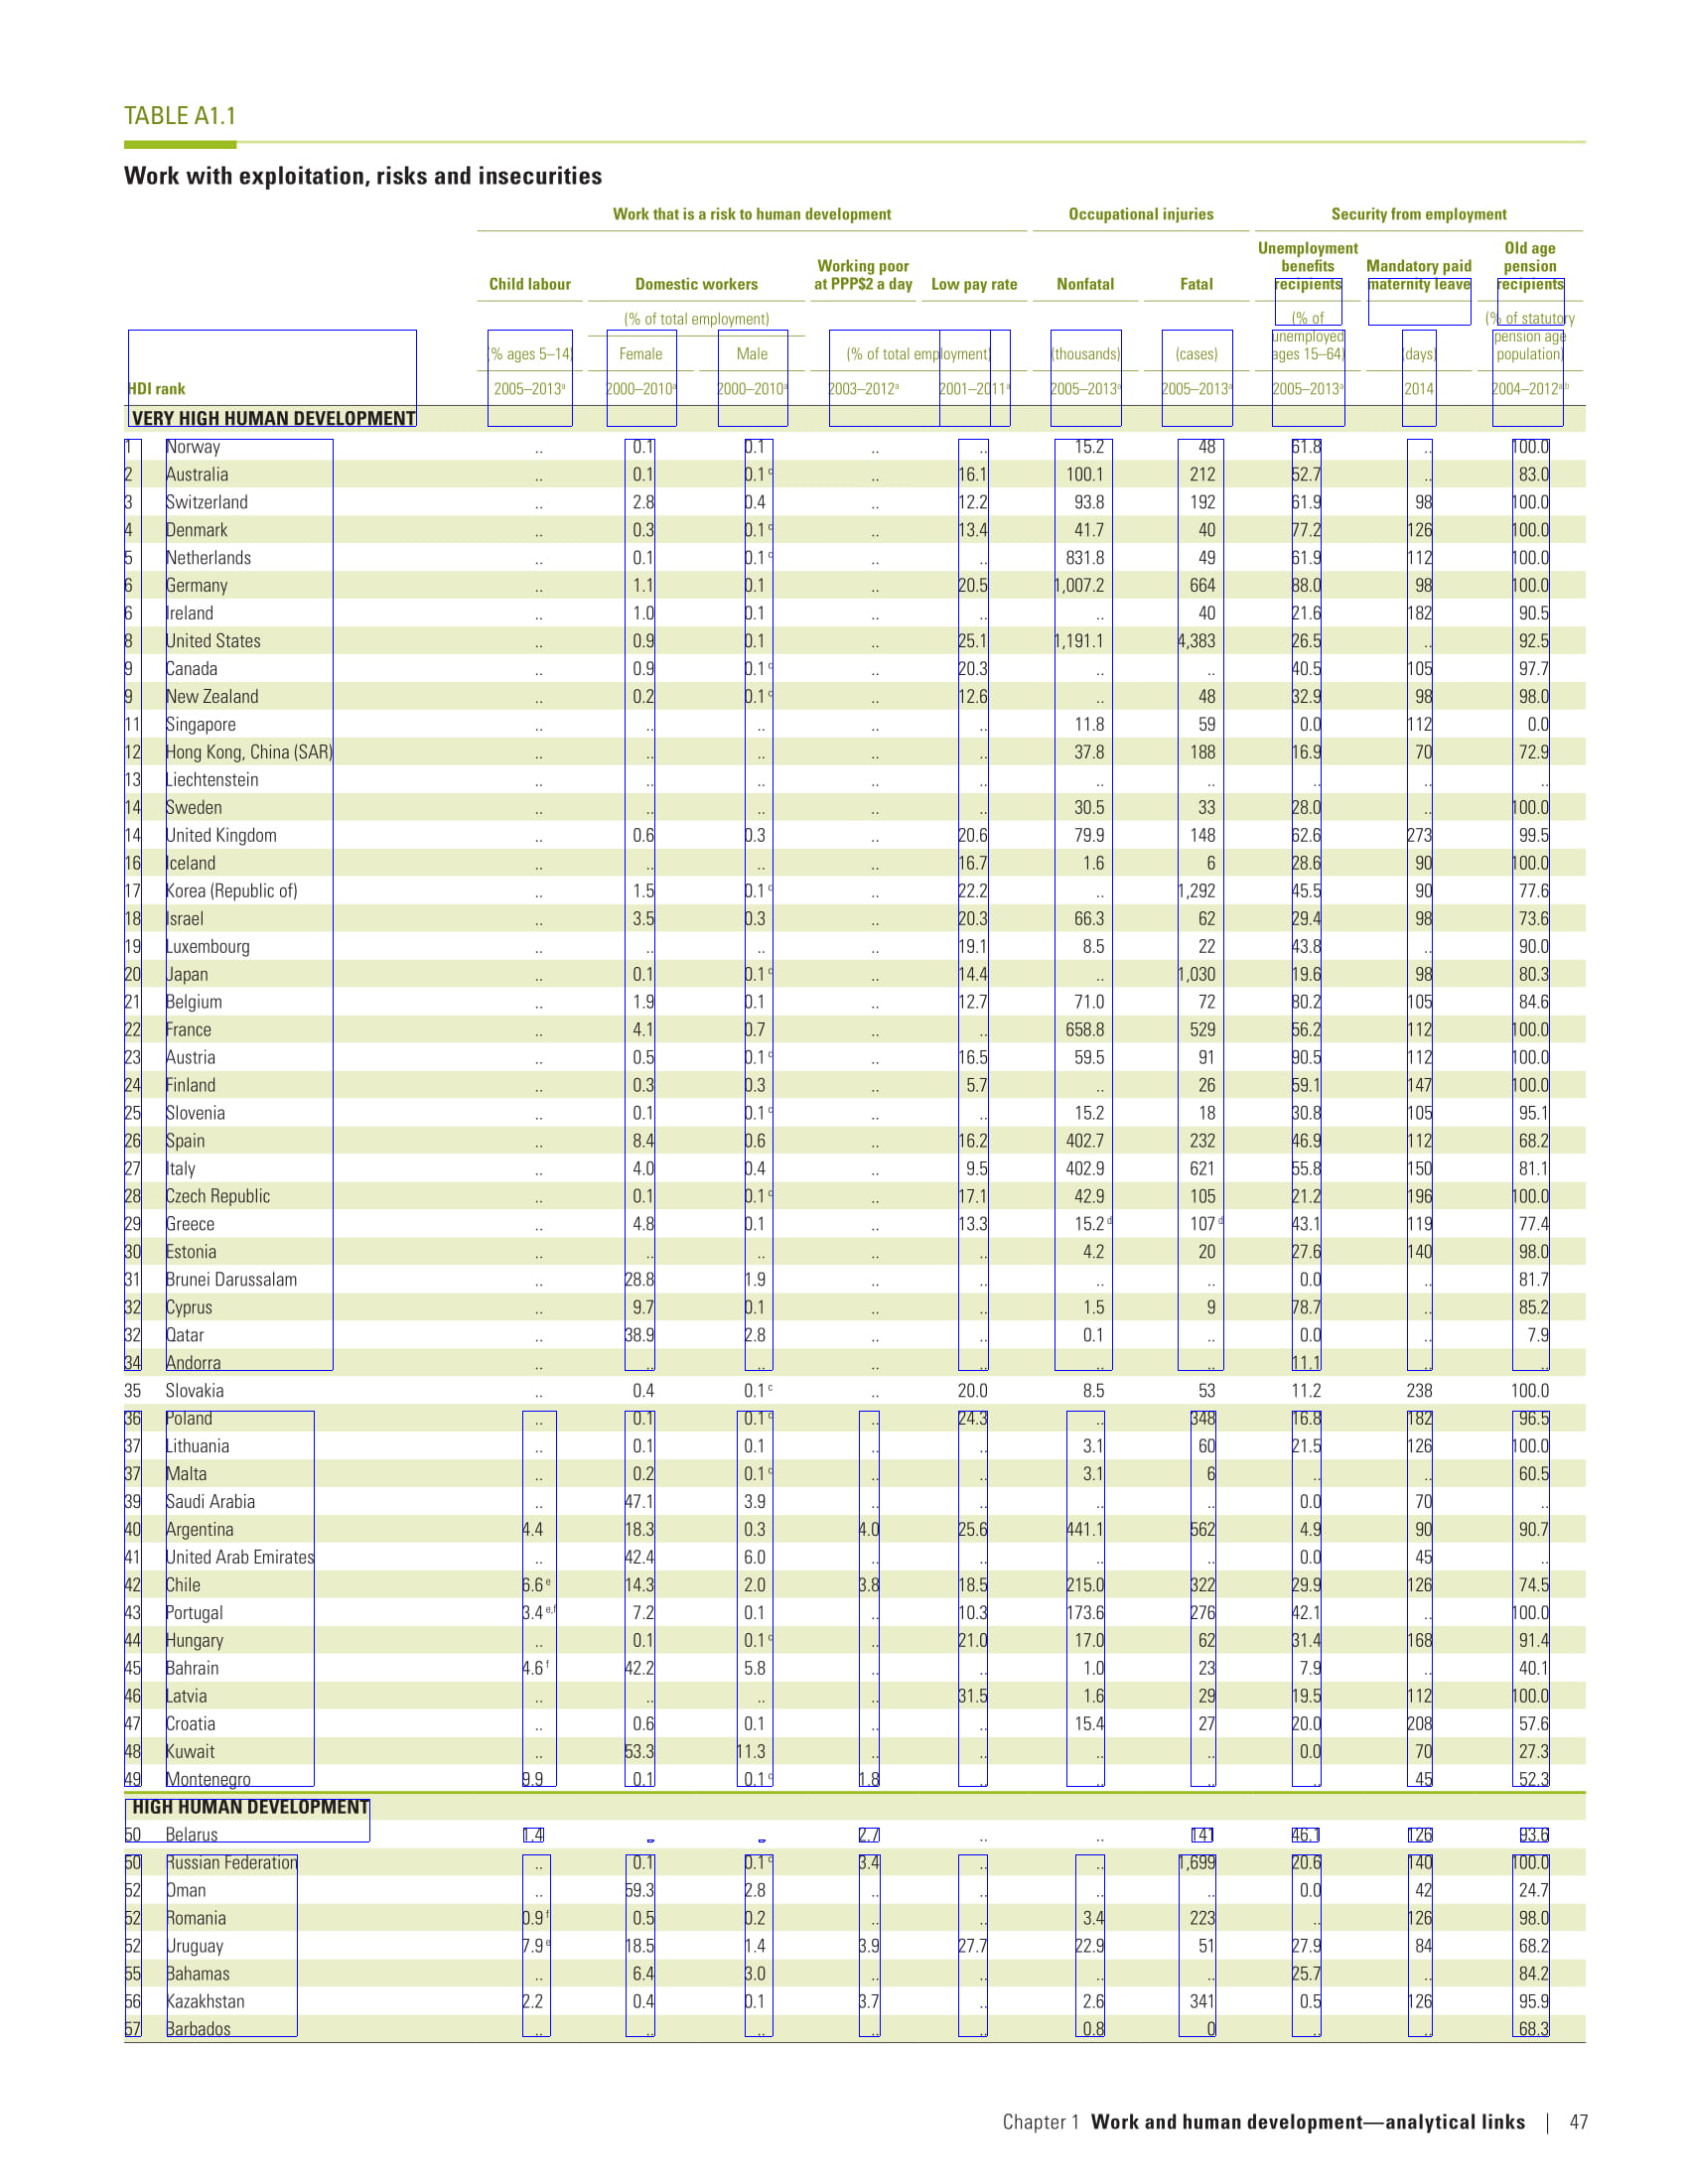 TABLE A1.1
Work with exploitation, risks and insecurities
Work that is a risk to human development Occupational injuries Security from employment
Child labour Domestic workers Working poor at PPP$2 a day Low pay rate Nonfatal Fatal Unemployment benefits recipients Mandatory paid maternity leave Old age pension recipients
(% ages 5–14) (% of total employment) Female Male (% of total employment) (thousands) (cases) (% of unemployed ages 15–64) (days) (% of statutory pension age population)
HDI rank 2005–2013a 2000–2010a 2000–2010a 2003–2012a 2001–2011a 2005–2013a 2005–2013a 2005–2013a 2014 2004–2012a,b
VERY HIGH HUMAN DEVELOPMENT
1 Norway .. 0.1 0.1 .. .. 15.2 48 61.8 .. 100.0
2 Australia .. 0.1 0.1 c .. 16.1 100.1 212 52.7 .. 83.0
3 Switzerland .. 2.8 0.4 .. 12.2 93.8 192 61.9 98 100.0
4 Denmark .. 0.3 0.1 c .. 13.4 41.7 40 77.2 126 100.0
5 Netherlands .. 0.1 0.1 c .. .. 831.8 49 61.9 112 100.0
6 Germany .. 1.1 0.1 .. 20.5 1,007.2 664 88.0 98 100.0
6 Ireland .. 1.0 0.1 .. .. .. 40 21.6 182 90.5
8 United States .. 0.9 0.1 .. 25.1 1,191.1 4,383 26.5 .. 92.5
9 Canada .. 0.9 0.1 c .. 20.3 .. .. 40.5 105 97.7
9 New Zealand .. 0.2 0.1 c .. 12.6 .. 48 32.9 98 98.0
11 Singapore .. .. .. .. .. 11.8 59 0.0 112 0.0
12 Hong Kong, China (SAR) .. .. .. .. .. 37.8 188 16.9 70 72.9
13 Liechtenstein .. .. .. .. .. .. .. .. .. ..
14 Sweden .. .. .. .. .. 30.5 33 28.0 .. 100.0
14 United Kingdom .. 0.6 0.3 .. 20.6 79.9 148 62.6 273 99.5
16 Iceland .. .. .. .. 16.7 1.6 6 28.6 90 100.0
17 Korea (Republic of) .. 1.5 0.1 c .. 22.2 .. 1,292 45.5 90 77.6
18 Israel .. 3.5 0.3 .. 20.3 66.3 62 29.4 98 73.6
19 Luxembourg .. .. .. .. 19.1 8.5 22 43.8 .. 90.0
20 Japan .. 0.1 0.1 c .. 14.4 .. 1,030 19.6 98 80.3
21 Belgium .. 1.9 0.1 .. 12.7 71.0 72 80.2 105 84.6
22 France .. 4.1 0.7 .. .. 658.8 529 56.2 112 100.0
23 Austria .. 0.5 0.1 c .. 16.5 59.5 91 90.5 112 100.0
24 Finland .. 0.3 0.3 .. 5.7 .. 26 59.1 147 100.0
25 Slovenia .. 0.1 0.1 c .. .. 15.2 18 30.8 105 95.1
26 Spain .. 8.4 0.6 .. 16.2 402.7 232 46.9 112 68.2
27 Italy .. 4.0 0.4 .. 9.5 402.9 621 55.8 150 81.1
28 Czech Republic .. 0.1 0.1 c .. 17.1 42.9 105 21.2 196 100.0
29 Greece .. 4.8 0.1 .. 13.3 15.2 d 107 d 43.1 119 77.4
30 Estonia .. .. .. .. .. 4.2 20 27.6 140 98.0
31 Brunei Darussalam .. 28.8 1.9 .. .. .. .. 0.0 .. 81.7
32 Cyprus .. 9.7 0.1 .. .. 1.5 9 78.7 .. 85.2
32 Qatar .. 38.9 2.8 .. .. 0.1 .. 0.0 .. 7.9
34 Andorra .. .. .. .. .. .. .. 11.1 .. ..
35 Slovakia .. 0.4 0.1 c .. 20.0 8.5 53 11.2 238 100.0
36 Poland .. 0.1 0.1 c .. 24.3 .. 348 16.8 182 96.5
37 Lithuania .. 0.1 0.1 .. .. 3.1 60 21.5 126 100.0
37 Malta .. 0.2 0.1 c .. .. 3.1 6 .. .. 60.5
39 Saudi Arabia .. 47.1 3.9 .. .. .. .. 0.0 70 ..
40 Argentina 4.4 18.3 0.3 4.0 25.6 441.1 562 4.9 90 90.7
41 United Arab Emirates .. 42.4 6.0 .. .. .. .. 0.0 45 ..
42 Chile 6.6 e 14.3 2.0 3.8 18.5 215.0 322 29.9 126 74.5
43 Portugal 3.4 e,f 7.2 0.1 .. 10.3 173.6 276 42.1 .. 100.0
44 Hungary .. 0.1 0.1 c .. 21.0 17.0 62 31.4 168 91.4
45 Bahrain 4.6 f 42.2 5.8 .. .. 1.0 23 7.9 .. 40.1
46 Latvia .. .. .. .. 31.5 1.6 29 19.5 112 100.0
47 Croatia .. 0.6 0.1 .. .. 15.4 27 20.0 208 57.6
48 Kuwait .. 53.3 11.3 .. .. .. .. 0.0 70 27.3
49 Montenegro 9.9 0.1 0.1 c 1.8 .. .. .. .. 45 52.3
HIGH HUMAN DEVELOPMENT
50 Belarus 1.4 .. .. 2.7 .. .. 141 46.1 126 93.6
50 Russian Federation .. 0.1 0.1 c 3.4 .. .. 1,699 20.6 140 100.0
52 Oman .. 59.3 2.8 .. .. .. .. 0.0 42 24.7
52 Romania 0.9 f 0.5 0.2 .. .. 3.4 223 .. 126 98.0
52 Uruguay 7.9 e 18.5 1.4 3.9 27.7 22.9 51 27.9 84 68.2
55 Bahamas .. 6.4 3.0 .. .. .. .. 25.7 .. 84.2
56 Kazakhstan 2.2 0.4 0.1 3.7 .. 2.6 341 0.5 126 95.9
57 Barbados .. .. .. .. .. 0.8 0 .. .. 68.3
Chapter 1 Work and human development—analytical links | 47